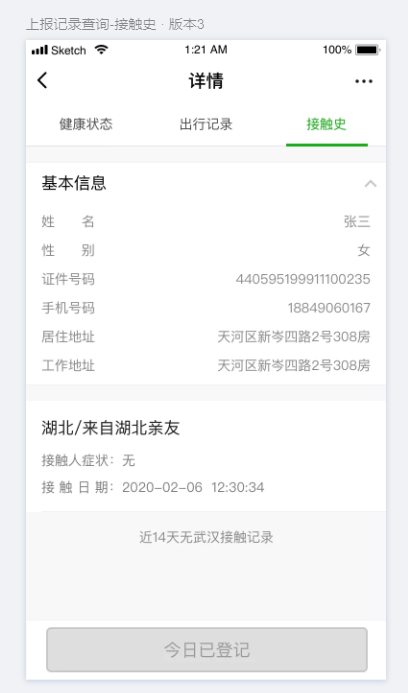 上报记录查询-接触史 · 版本3
Sketch 1:21 AM 100%
详情
健康状态 出行记录 接触史
基本信息
姓 名 张三
性 别 女
证件号码 440595199911100235
手机号码 18849060167
居住地址 天河区新岑四路2号308房
工作地址 天河区新岑四路2号308房
湖北/来自湖北亲友
接触人症状：无
接 触 日 期：2020-02-06 12:30:34
近14天无武汉接触记录
今日已登记